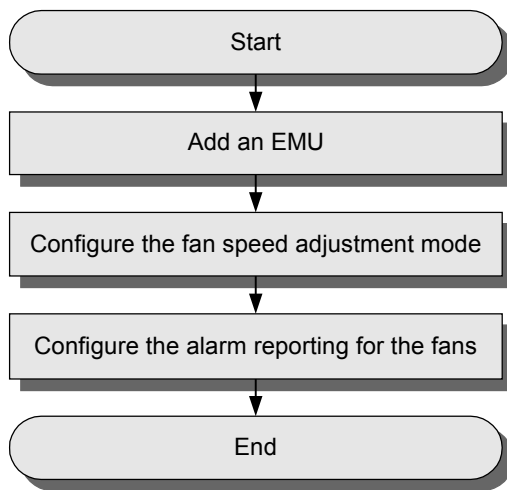 Start
Add an EMU
Configure the fan speed adjustment mode
Configure the alarm reporting for the fans
End